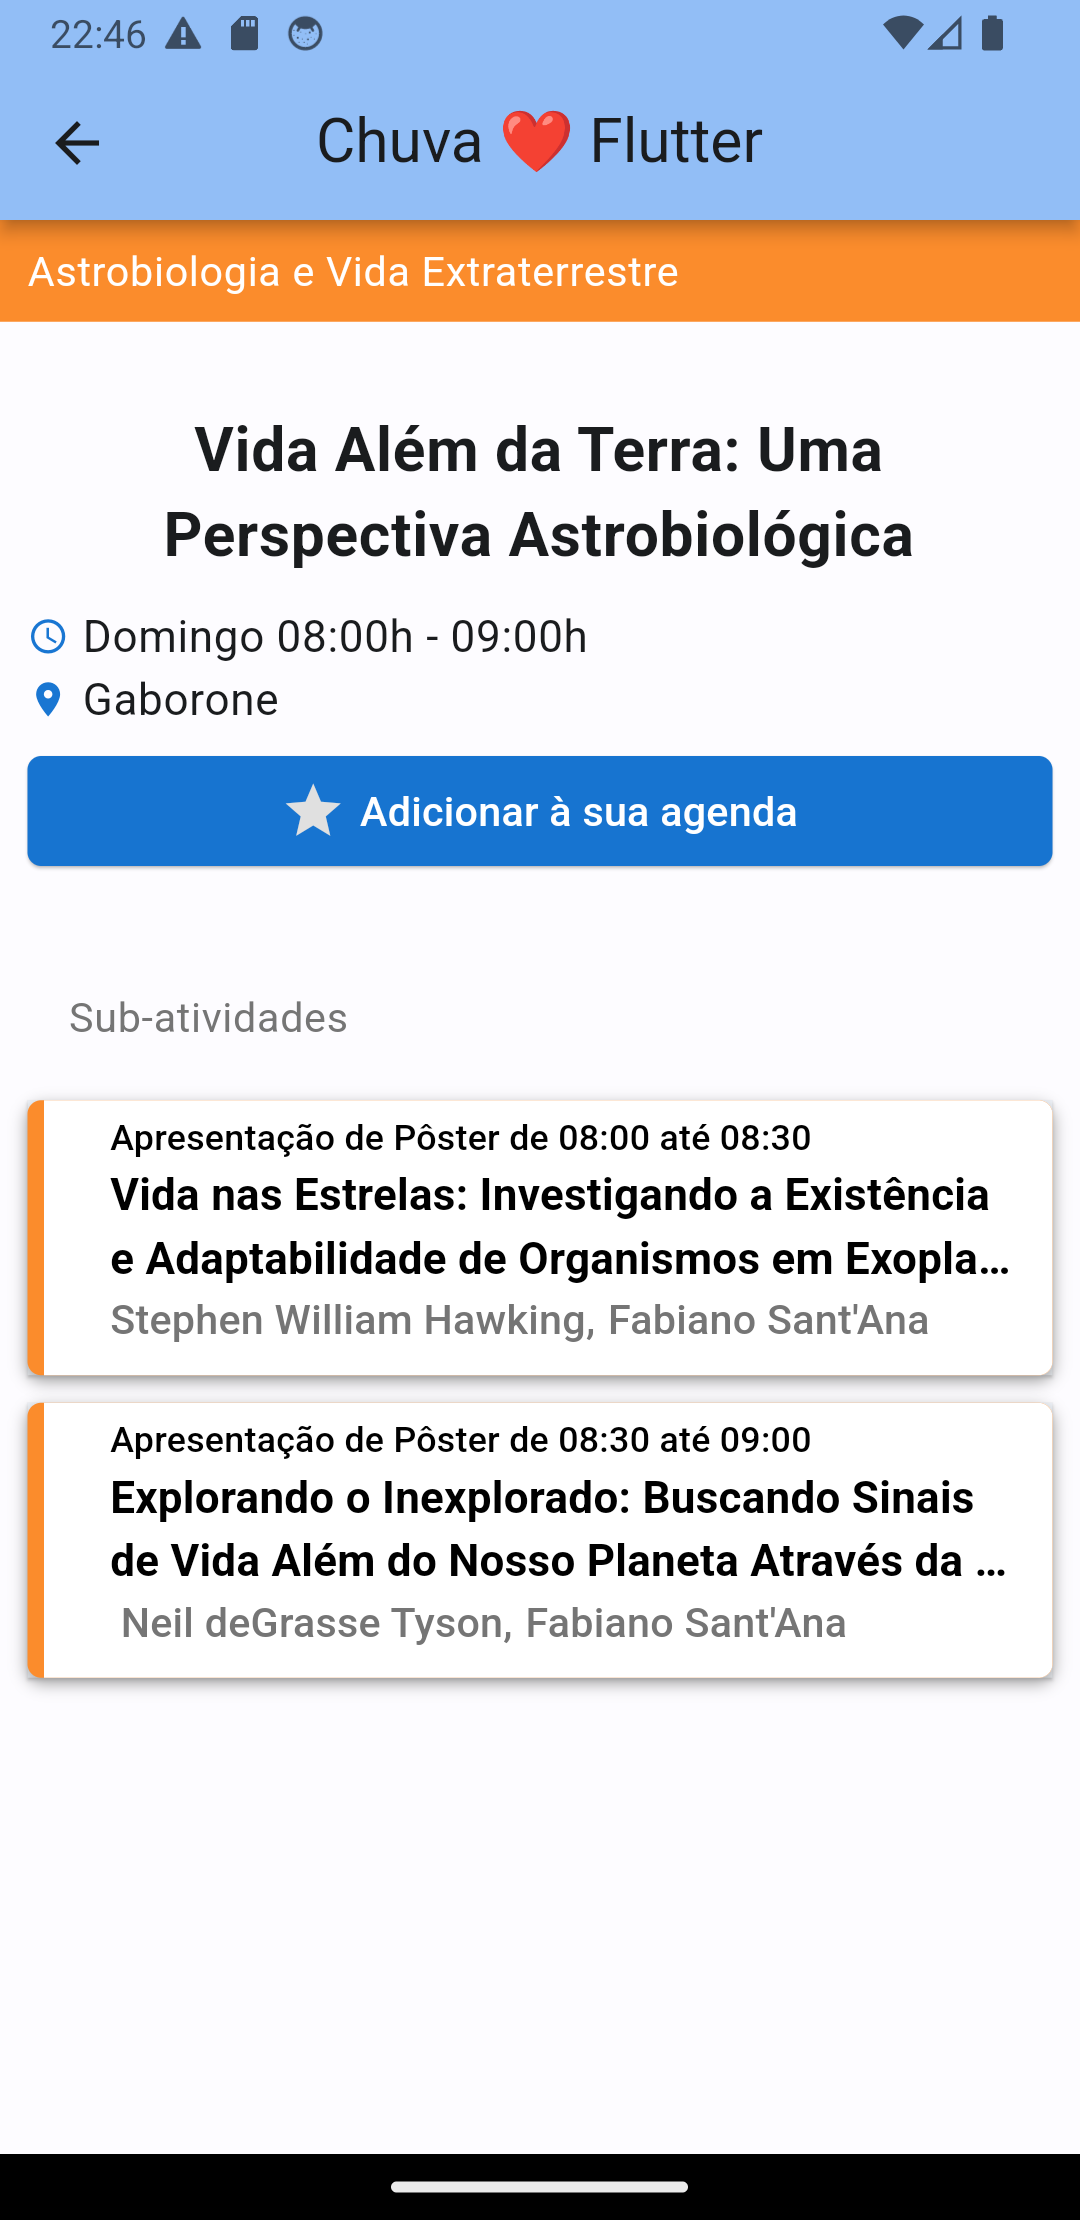 22:46
Chuva ❤️ Flutter
Astrobiologia e Vida Extraterrestre
Vida Além da Terra: Uma
Perspectiva Astrobiológica
Domingo 08:00h - 09:00h
Gaborone
Adicionar à sua agenda
Sub-atividades
Apresentação de Pôster de 08:00 até 08:30
Vida nas Estrelas: Investigando a Existência
e Adaptabilidade de Organismos em Exopla…
Stephen William Hawking, Fabiano Sant'Ana
Apresentação de Pôster de 08:30 até 09:00
Explorando o Inexplorado: Buscando Sinais
de Vida Além do Nosso Planeta Através da …
Neil deGrasse Tyson, Fabiano Sant'Ana